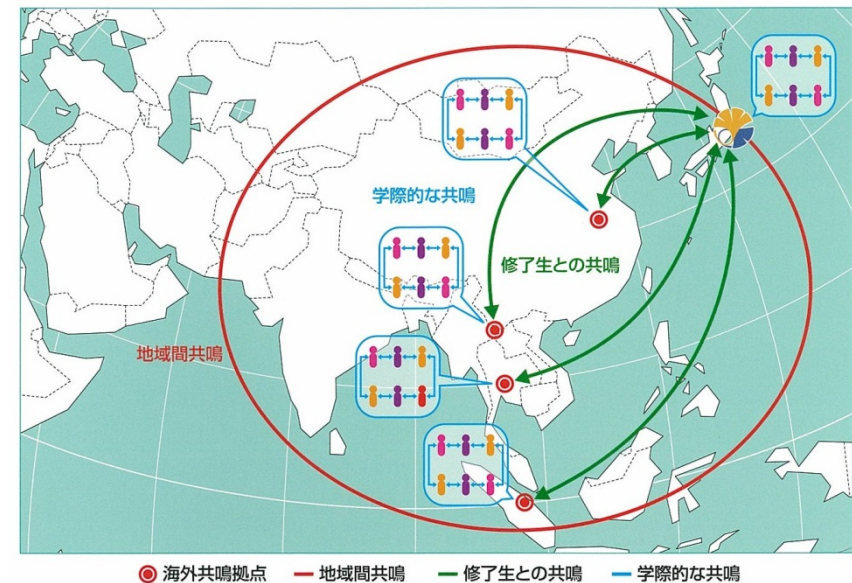 学際的な共鳴
修了生との共鳴
地域間共鳴
海外共鳴拠点
地域間共鳴
修了生との共鳴
学際的な共鳴